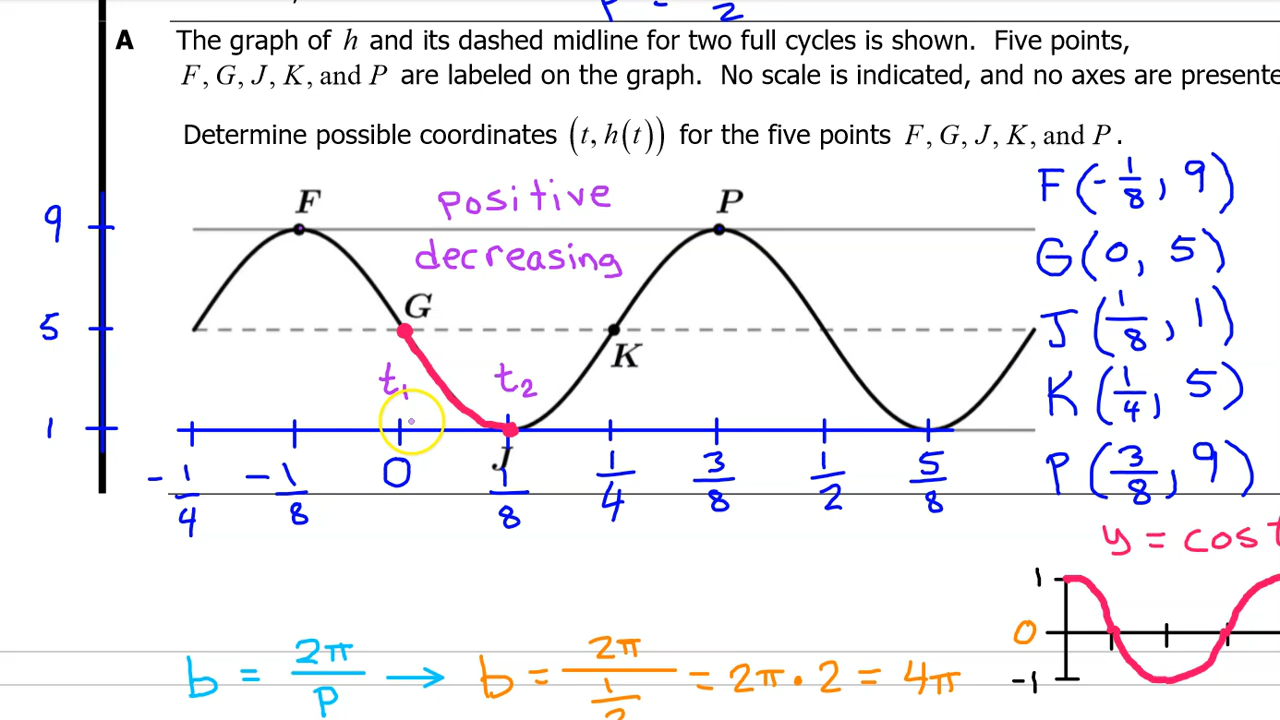 P = 2
A The graph of h and its dashed midline for two full cycles is shown. Five points,
F, G, J, K, and P are labeled on the graph. No scale is indicated, and no axes are
Determine possible coordinates (t, h(t)) for the five points F, G, J, K, and P.
F P
positive
decreasing
9
G
5
K
t₁ t₂
1
J
-1/4 -1/8 0 1/8 1/4 3/8 1/2 5/8
F(-1/8, 9)
G(0, 5)
J(1/8, 1)
K(1/4, 5)
P(3/8, 9)
y = cos t
1
0
-1
b = 2π/P → b = 2π/(1/2) = 2π · 2 = 4π